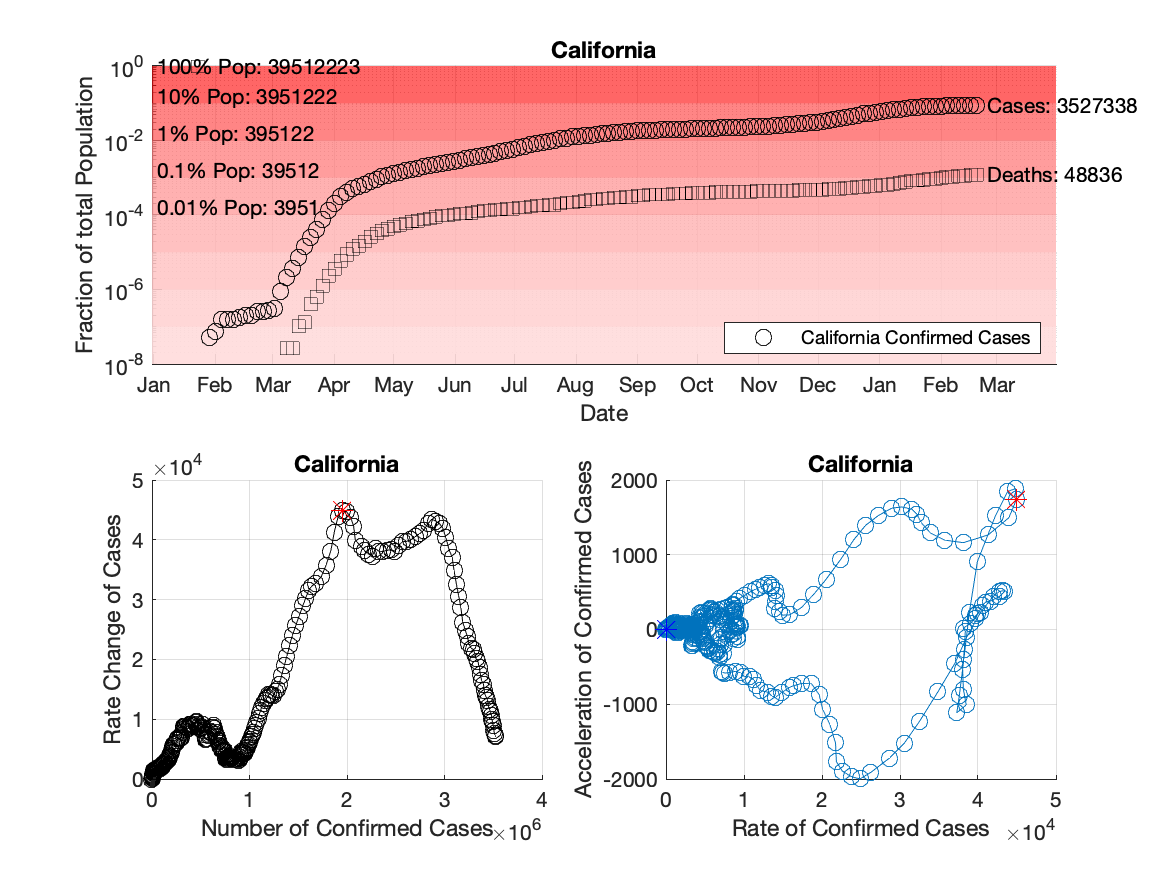 California
10^0
100% Pop: 39512223
10% Pop: 3951222
Cases: 3527338
10^-2
1% Pop: 395122
0.1% Pop: 39512
Deaths: 48836
10^-4
0.01% Pop: 3951
10^-6
10^-8
Fraction of total Population
California Confirmed Cases
Jan Feb Mar Apr May Jun Jul Aug Sep Oct Nov Dec Jan Feb Mar
Date
California
×10^4
5
4
3
2
1
0
Rate Change of Cases
0 1 2 3 4
Number of Confirmed Cases ×10^6
California
2000
1000
0
-1000
-2000
Acceleration of Confirmed Cases
0 1 2 3 4 5
Rate of Confirmed Cases ×10^4